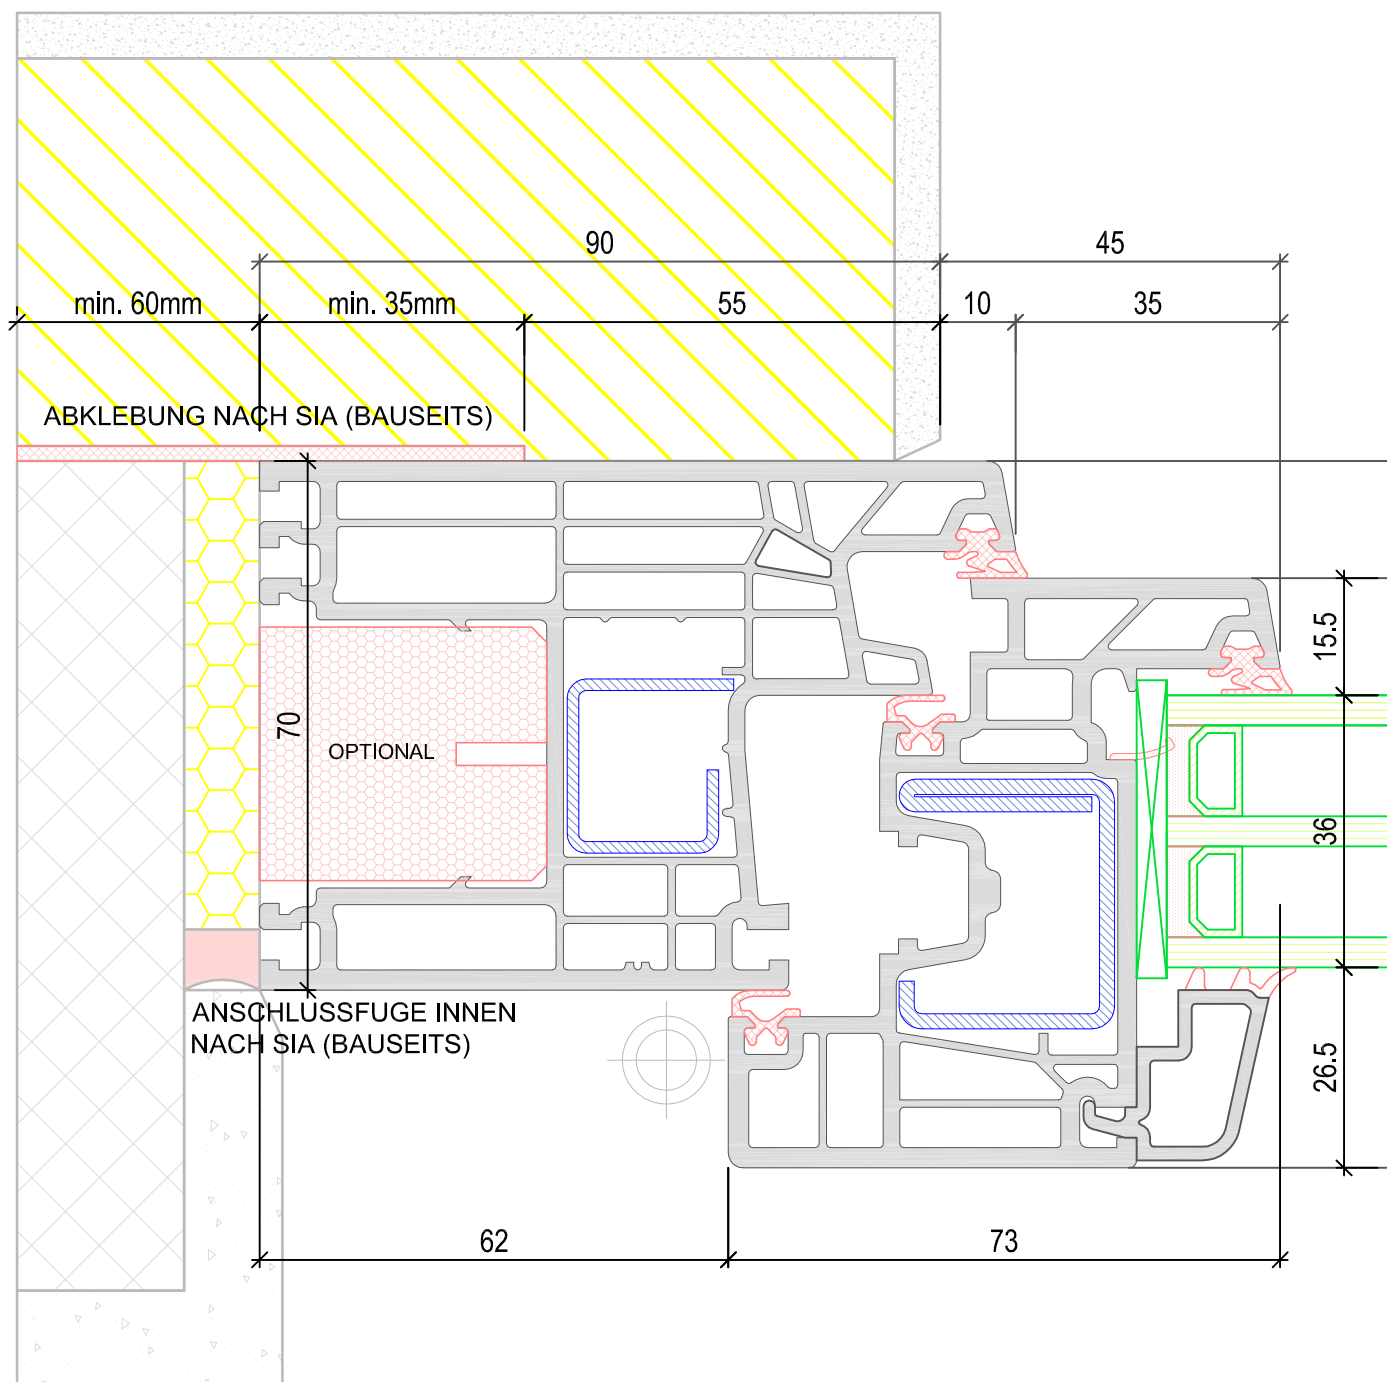 90
45
min. 60mm
min. 35mm
55
10
35
ABKLEBUNG NACH SIA (BAUSEITS)
15.5
70
OPTIONAL
36
ANSCHLUSSFUGE INNEN
NACH SIA (BAUSEITS)
26.5
62
73